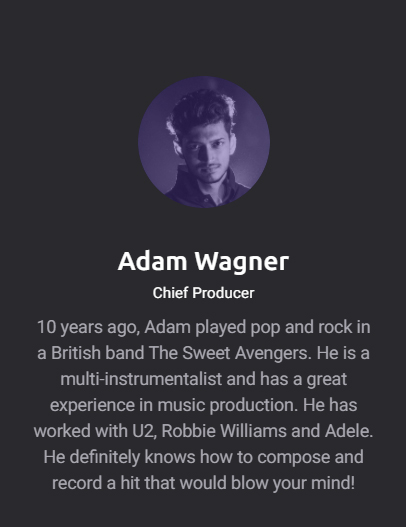 Adam Wagner
Chief Producer
10 years ago, Adam played pop and rock in
a British band The Sweet Avengers. He is a
multi-instrumentalist and has a great
experience in music production. He has
worked with U2, Robbie Williams and Adele.
He definitely knows how to compose and
record a hit that would blow your mind!